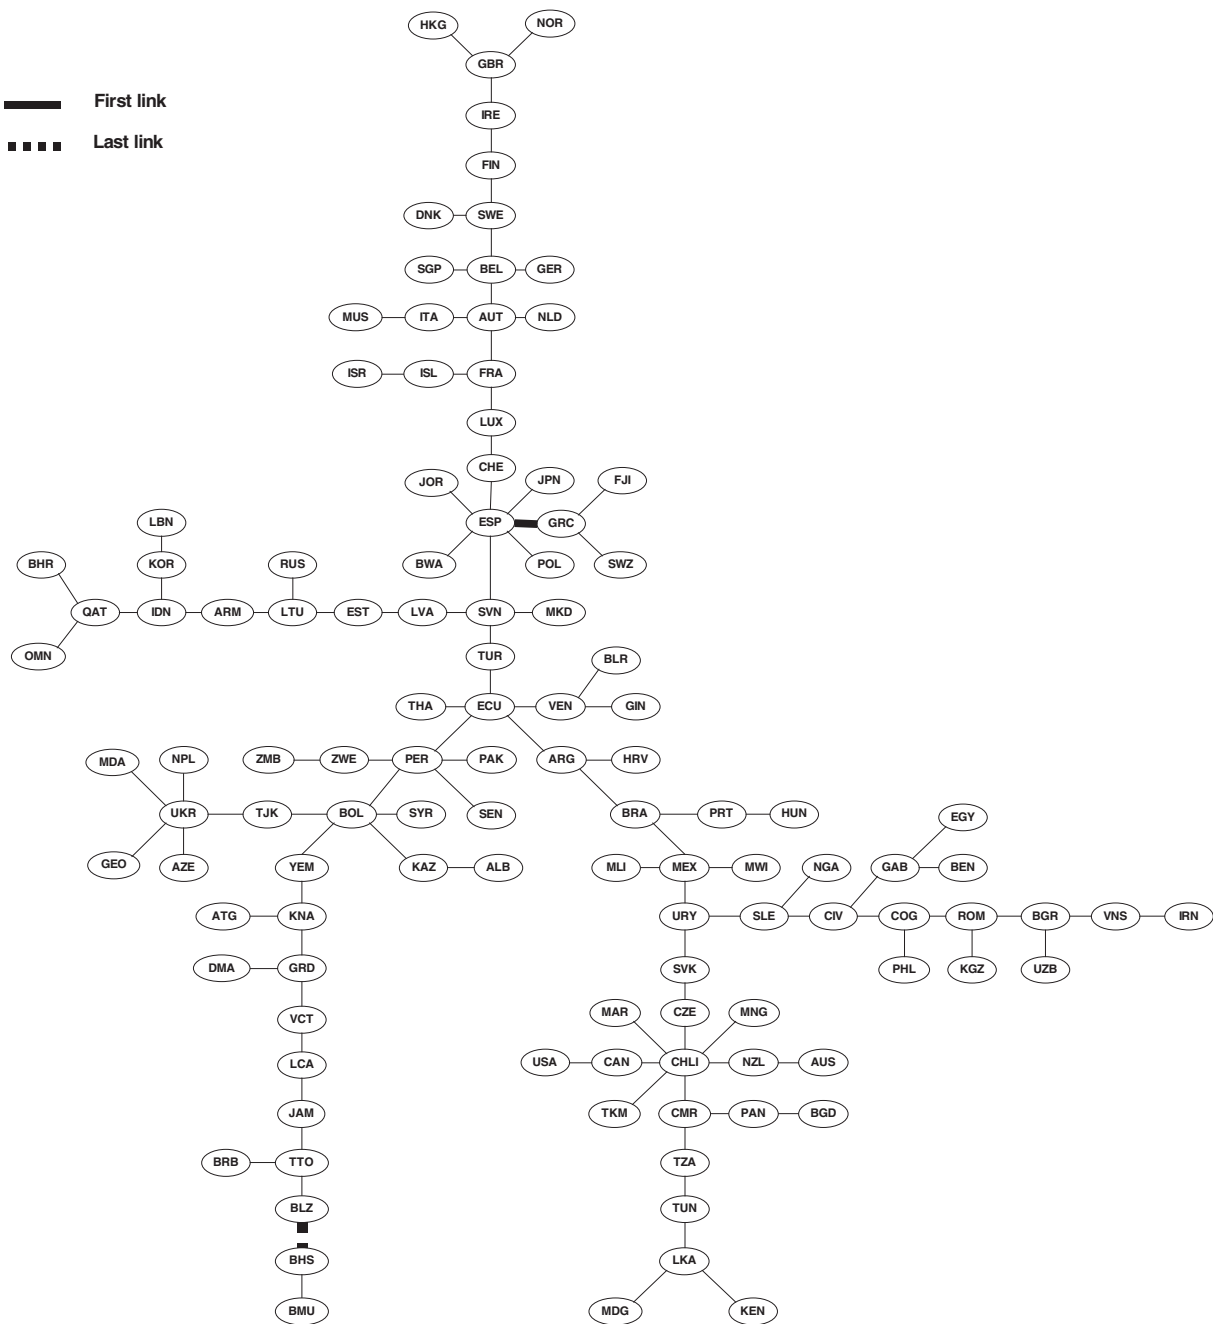 HKG NOR
GBR
First link
IRE
Last link
FIN
DNK SWE
SGP BEL GER
MUS ITA AUT NLD
ISR ISL FRA
LUX
CHE
JOR JPN FJI
LBN ESP GRC
BHR KOR RUS BWA POL SWZ
QAT IDN ARM LTU EST LVA SVN MKD
OMN TUR BLR
THA ECU VEN GIN
MDA NPL ZMB ZWE PER PAK ARG HRV
UKR TJK BOL SYR SEN BRA PRT HUN EGY
GEO AZE YEM KAZ ALB MLI MEX MWI NGA GAB BEN
ATG KNA URY SLE CIV COG ROM BGR VNS IRN
DMA GRD SVK PHL KGZ UZB
VCT MAR CZE MNG
LCA USA CAN CHLI NZL AUS
JAM TKM CMR PAN BGD
BRB TTO TZA
BLZ TUN
BHS LKA
BMU MDG KEN